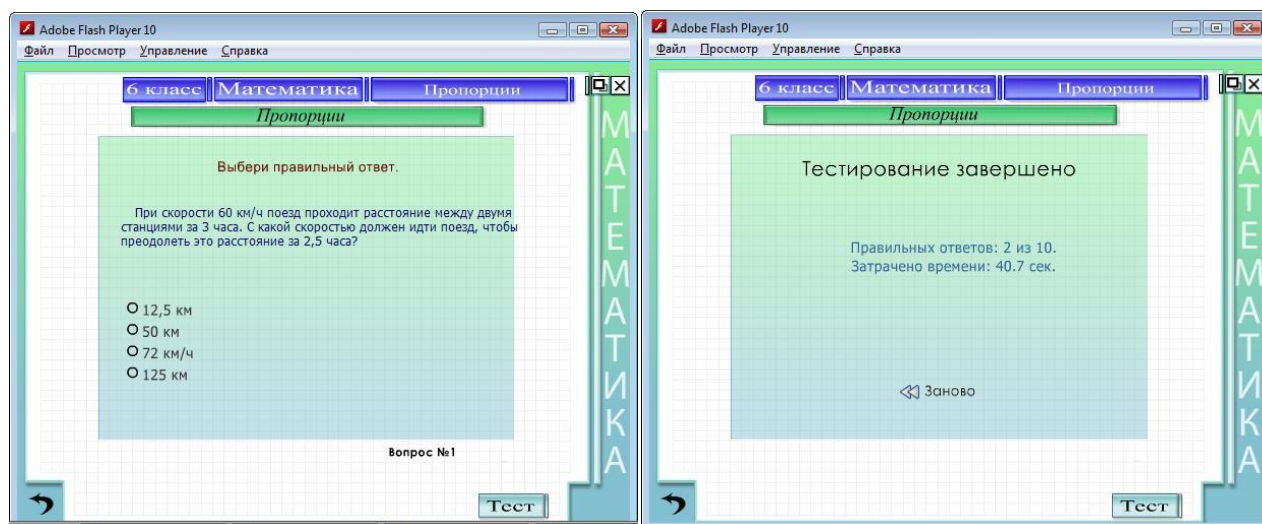 Adobe Flash Player 10
Файл Просмотр Управление Справка
6 класс Математика Пропорции
Пропорции
Выбери правильный ответ.
При скорости 60 км/ч поезд проходит расстояние между двумя
станциями за 3 часа. С какой скоростью должен идти поезд, чтобы
преодолеть это расстояние за 2,5 часа?
12,5 км
50 км
72 км/ч
125 км
Вопрос №1
Тест
МАТЕМАТИКА
Adobe Flash Player 10
Файл Просмотр Управление Справка
6 класс Математика Пропорции
Пропорции
Тестирование завершено
Правильных ответов: 2 из 10.
Затрачено времени: 40.7 сек.
Заново
Тест
МАТЕМАТИКА